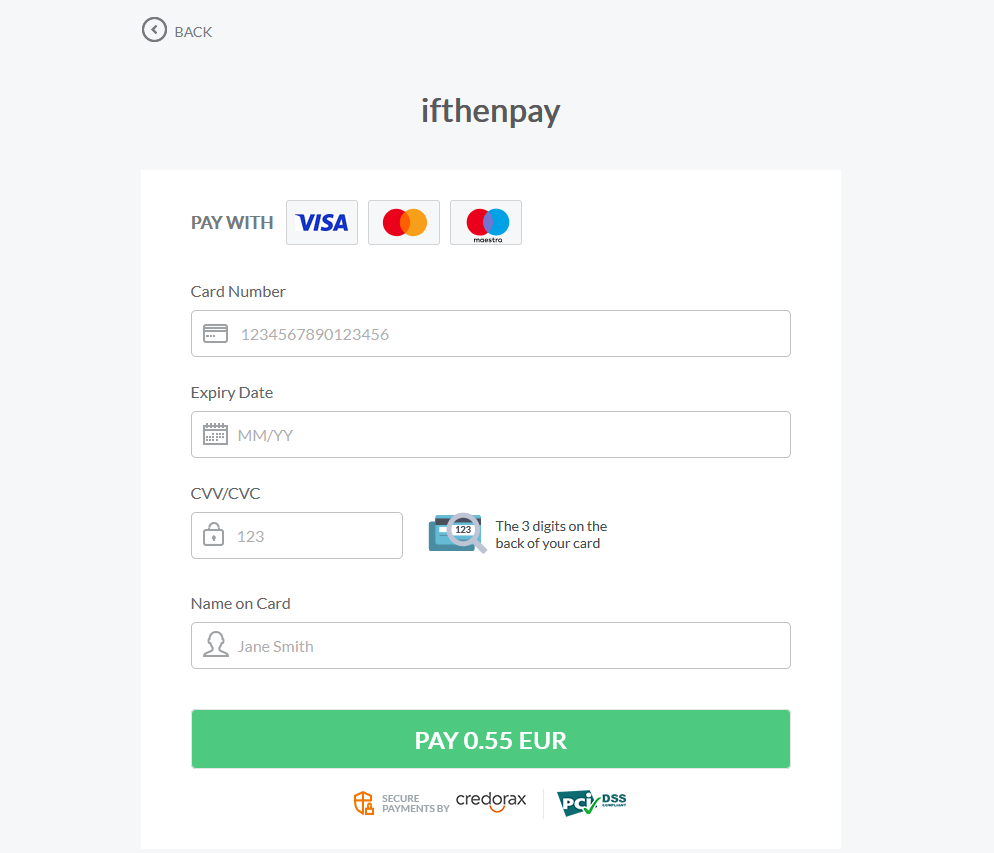 BACK
ifthenpay
PAY WITH VISA maestro
Card Number
1234567890123456
Expiry Date
MM/YY
CVV/CVC
123
123
The 3 digits on the
back of your card
Name on Card
Jane Smith
PAY 0.55 EUR
SECURE
PAYMENTS BY credorax PCI DSS
COMPLIANT